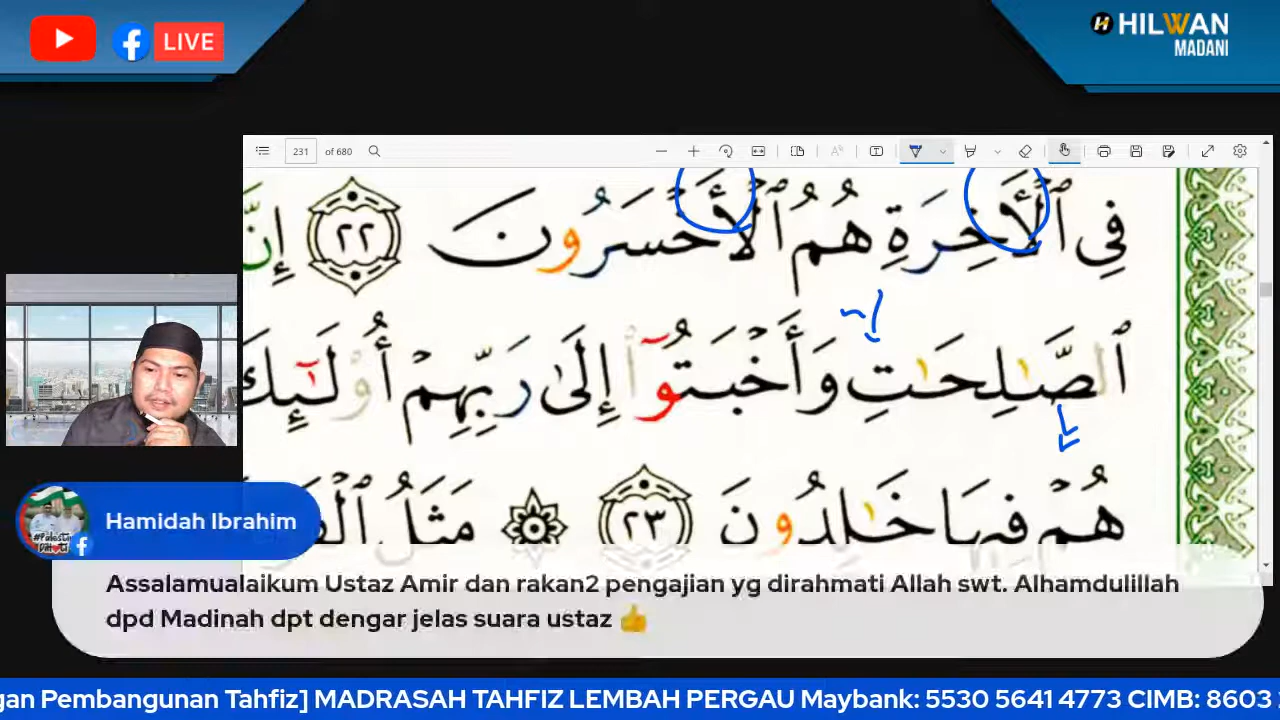 LIVE
HILWAN
MADANI
231 of 680
فِي ٱلْأَخِرَةِ هُمُ ٱلْأَخْسَرُونَ ٢٢ إِنَّ
ٱلصَّٰلِحَٰتِ وَأَخْبَتُوٓا۟ إِلَىٰ رَبِّهِمْ أُو۟لَٰٓئِكَ
هُمْ فِيهَا خَٰلِدُونَ ٢٣ مَثَلُ
Hamidah Ibrahim
Assalamualaikum Ustaz Amir dan rakan2 pengajian yg dirahmati Allah swt. Alhamdulillah
dpd Madinah dpt dengar jelas suara ustaz 👍
gan Pembangunan Tahfiz] MADRASAH TAHFIZ LEMBAH PERGAU Maybank: 5530 5641 4773 CIMB: 8603